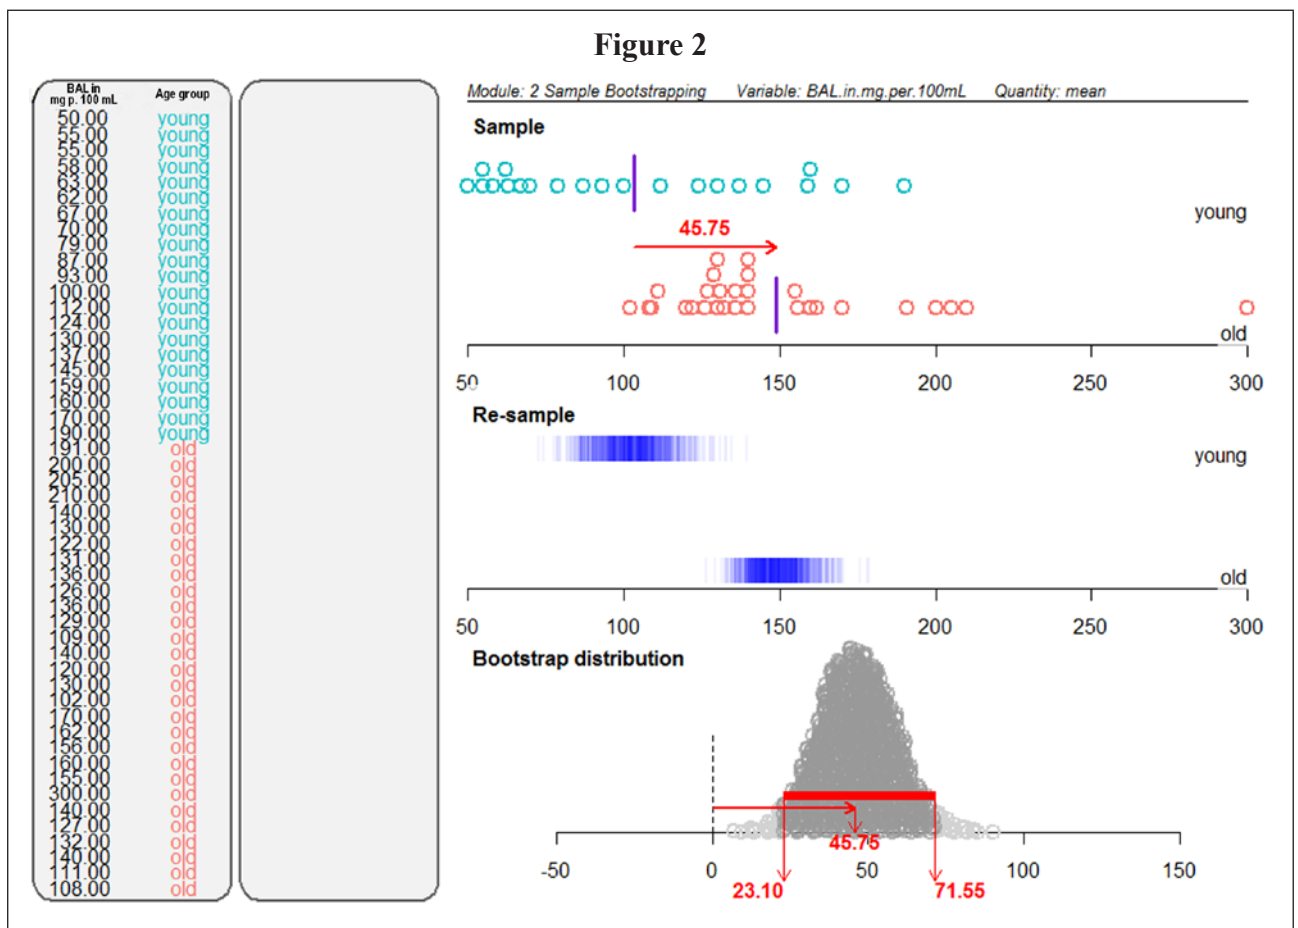 Figure 2
BAL in
mg p. 100 mL
Age group
50.00 young
55.00 young
55.00 young
58.00 young
63.00 young
62.00 young
67.00 young
70.00 young
79.00 young
87.00 young
93.00 young
100.00 young
112.00 young
124.00 young
130.00 young
137.00 young
145.00 young
159.00 young
160.00 young
170.00 young
190.00 young
191.00 old
200.00 old
205.00 old
210.00 old
140.00 old
130.00 old
122.00 old
131.00 old
136.00 old
126.00 old
136.00 old
129.00 old
109.00 old
140.00 old
120.00 old
130.00 old
102.00 old
170.00 old
162.00 old
156.00 old
160.00 old
155.00 old
300.00 old
140.00 old
127.00 old
132.00 old
140.00 old
111.00 old
108.00 old
Module: 2 Sample Bootstrapping Variable: BAL.in.mg.per.100mL Quantity: mean
Sample
young
45.75
old
50 100 150 200 250 300
Re-sample
young
old
50 100 150 200 250 300
Bootstrap distribution
45.75
-50 0 50 100 150
23.10 71.55